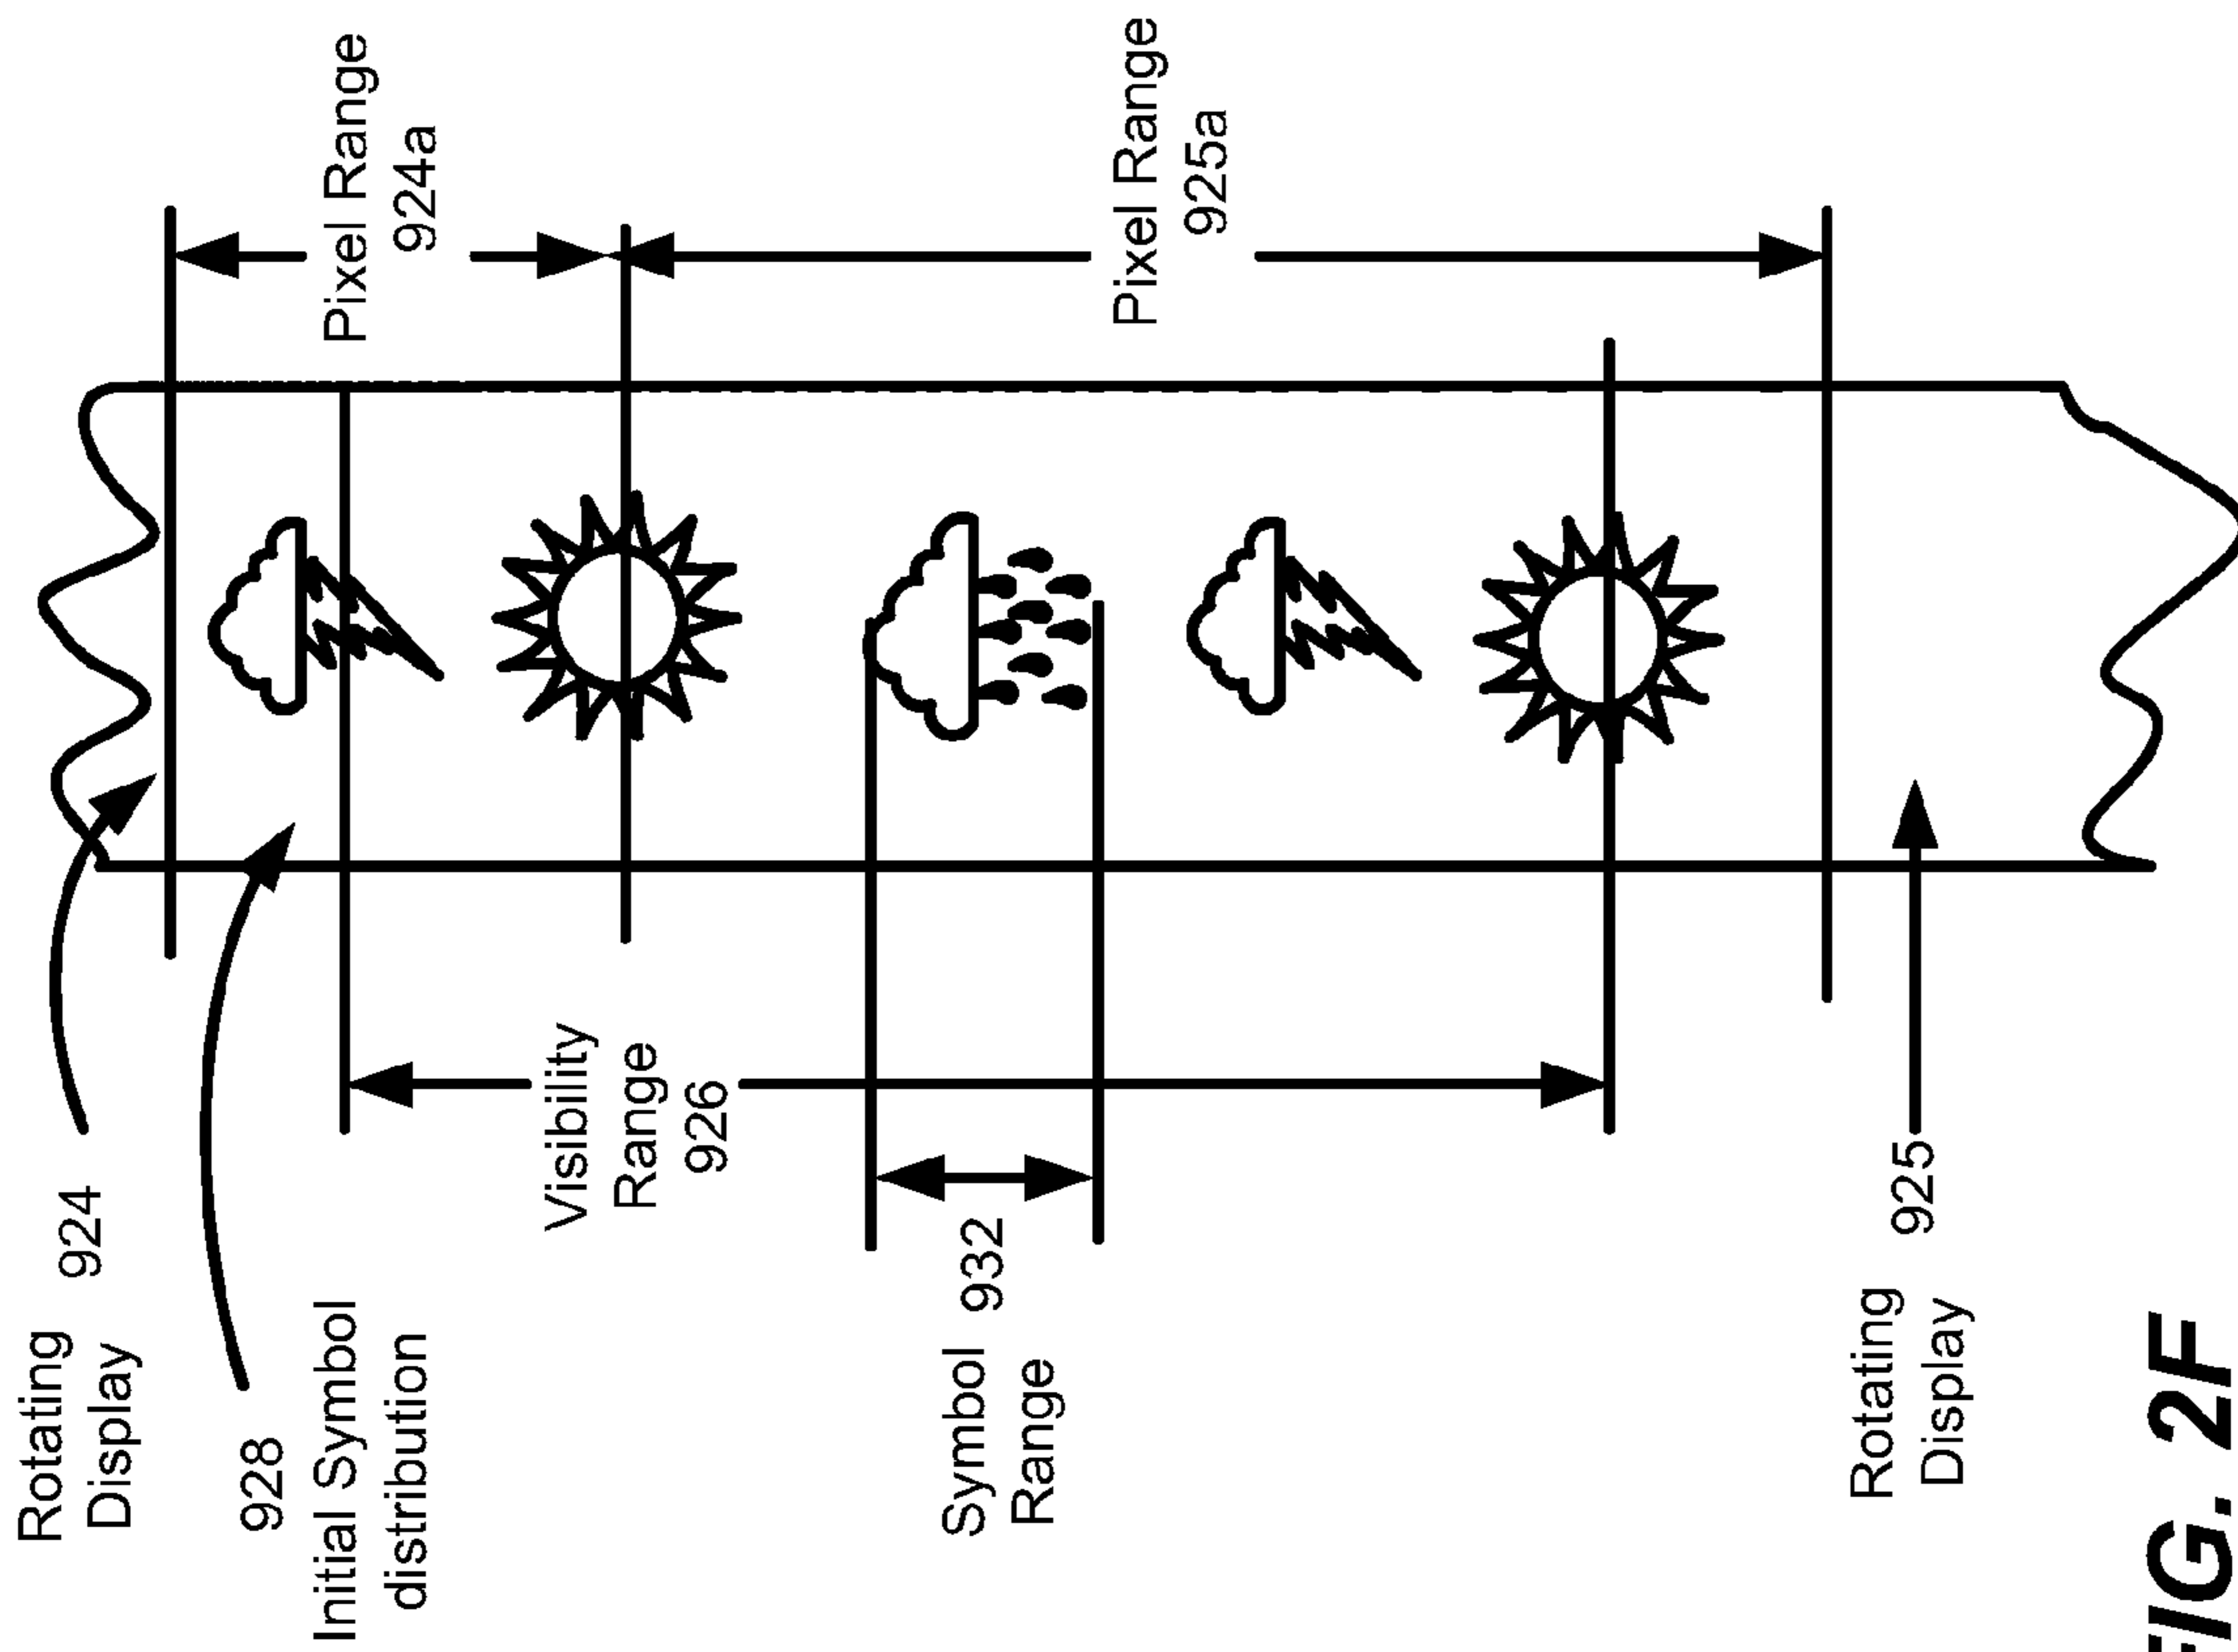 Rotating
Display
924
928
Initial Symbol
distribution
Pixel Range
924a
Visibility
Range
926
Symbol
Range
932
Pixel Range
925a
Rotating
Display
925
FIG. 2F